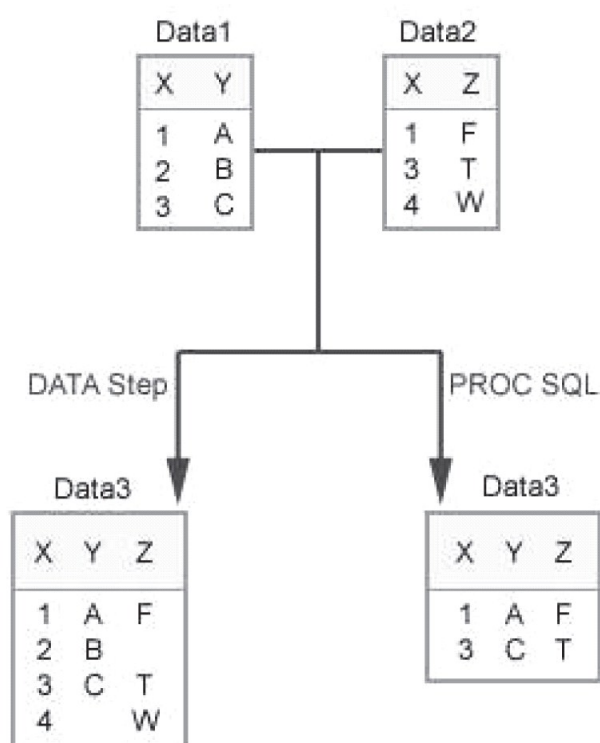 Data1
X Y
1 A
2 B
3 C
Data2
X Z
1 F
3 T
4 W
DATA Step
PROC SQL
Data3
X Y Z
1 A F
2 B
3 C T
4 W
Data3
X Y Z
1 A F
3 C T